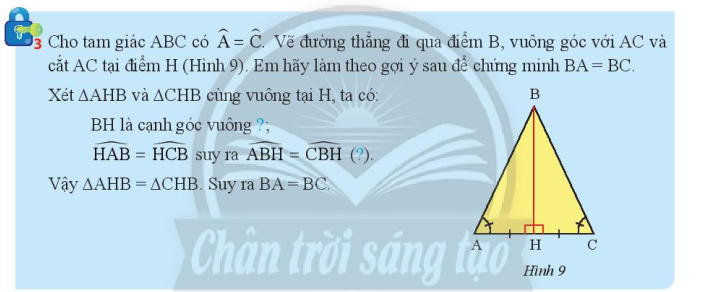 3 Cho tam giác ABC có Â = Ĉ. Vẽ đường thẳng đi qua điểm B, vuông góc với AC và
cắt AC tại điểm H (Hình 9). Em hãy làm theo gợi ý sau để chứng minh BA = BC.
Xét ΔAHB và ΔCHB cùng vuông tại H, ta có:
BH là cạnh góc vuông ?;
HAB = HCB suy ra ABH = CBH (?).
Vậy ΔAHB = ΔCHB. Suy ra BA = BC.
B
A H C
Hình 9
Chân trời sáng tạo